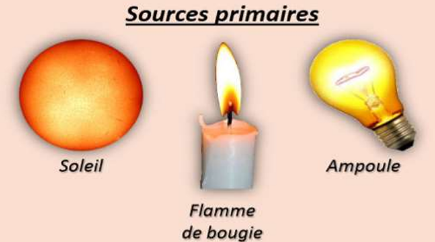 Sources primaires
Soleil
Flamme
de bougie
Ampoule